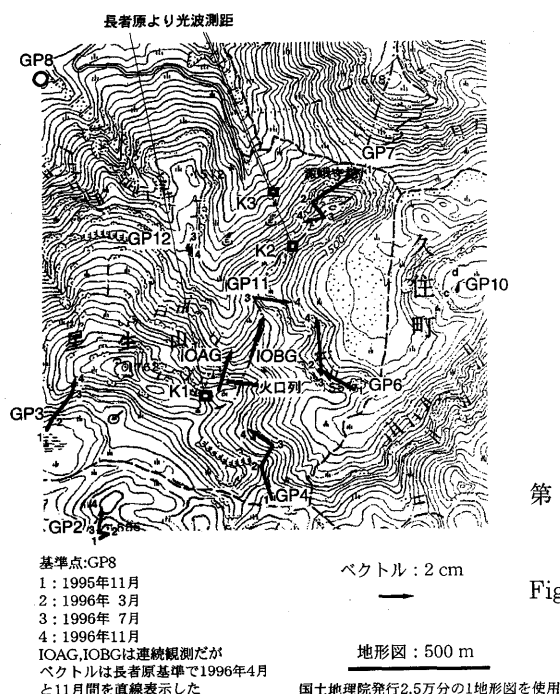 長者原より光波測距
GP8
GP7
K3
K2
GP12
GP11
久住町
GP10
星生山
IOAG
IOBG
K1
火口列
GP6
GP3
GP4
GP2
第
Fig
基準点:GP8
1：1995年11月
2：1996年 3月
3：1996年 7月
4：1996年11月
IOAG,IOBGは連続観測だが
ベクトルは長者原基準で1996年4月
と11月間を直線表示した
ベクトル：2 cm
地形図：500 m
国土地理院発行2.5万分の1地形図を使用